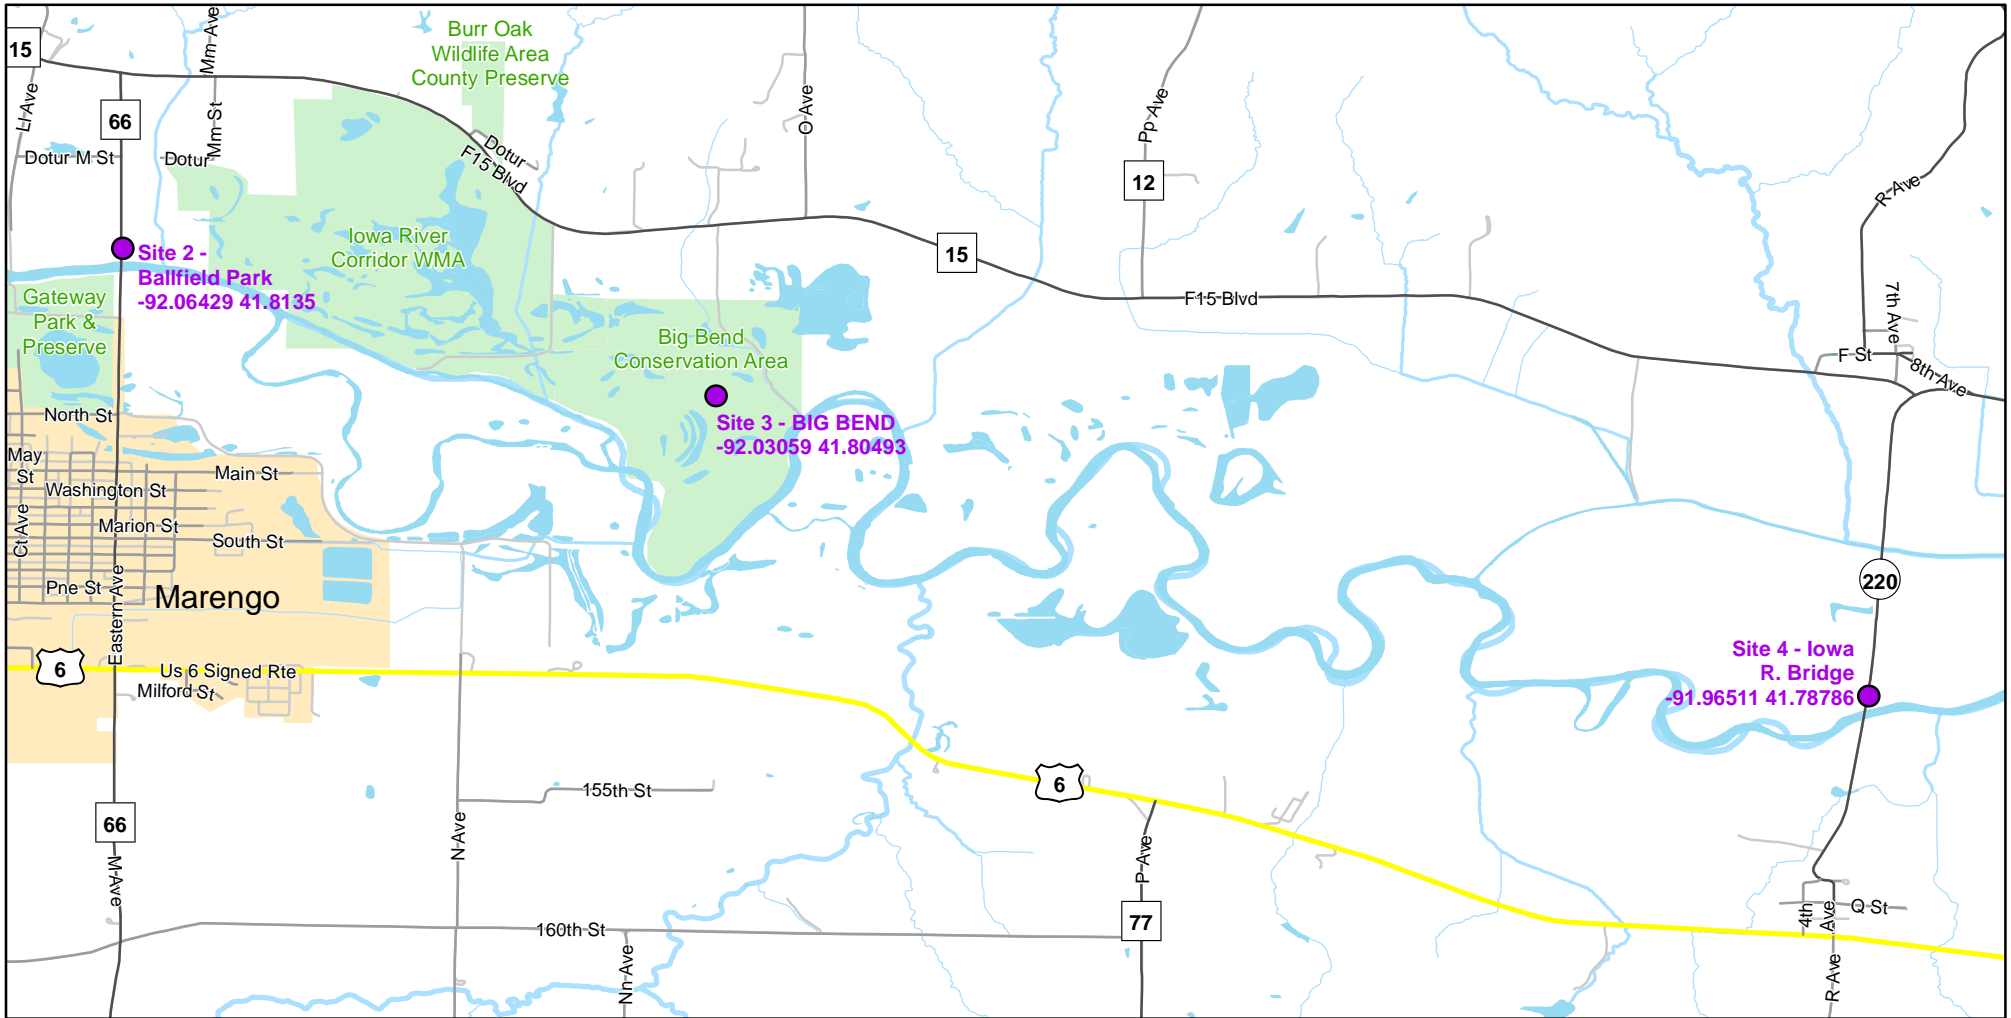 Burr Oak
Wildlife Area
County Preserve
15
Mm Ave
Ll Ave
66
Mm St
O Ave
Pp Ave
Dotur M St
Dotur
Dotur
F15 Blvd
12
R Ave
Iowa River
Corridor WMA
Site 2 -
Ballfield Park
-92.06429 41.8135
15
Gateway
Park &
Preserve
F15 Blvd
7th Ave
Big Bend
Conservation Area
F St
8th Ave
North St
Site 3 - BIG BEND
-92.03059 41.80493
May
St
Main St
Washington St
Marion St
Ct Ave
South St
Pne St
Marengo
Eastern Ave
220
6
Us 6 Signed Rte
Milford St
Site 4 - Iowa
R. Bridge
-91.96511 41.78786
155th St
6
66
N Ave
M Ave
P Ave
77
4th
Ave
Q St
160th St
Nn Ave
R Ave